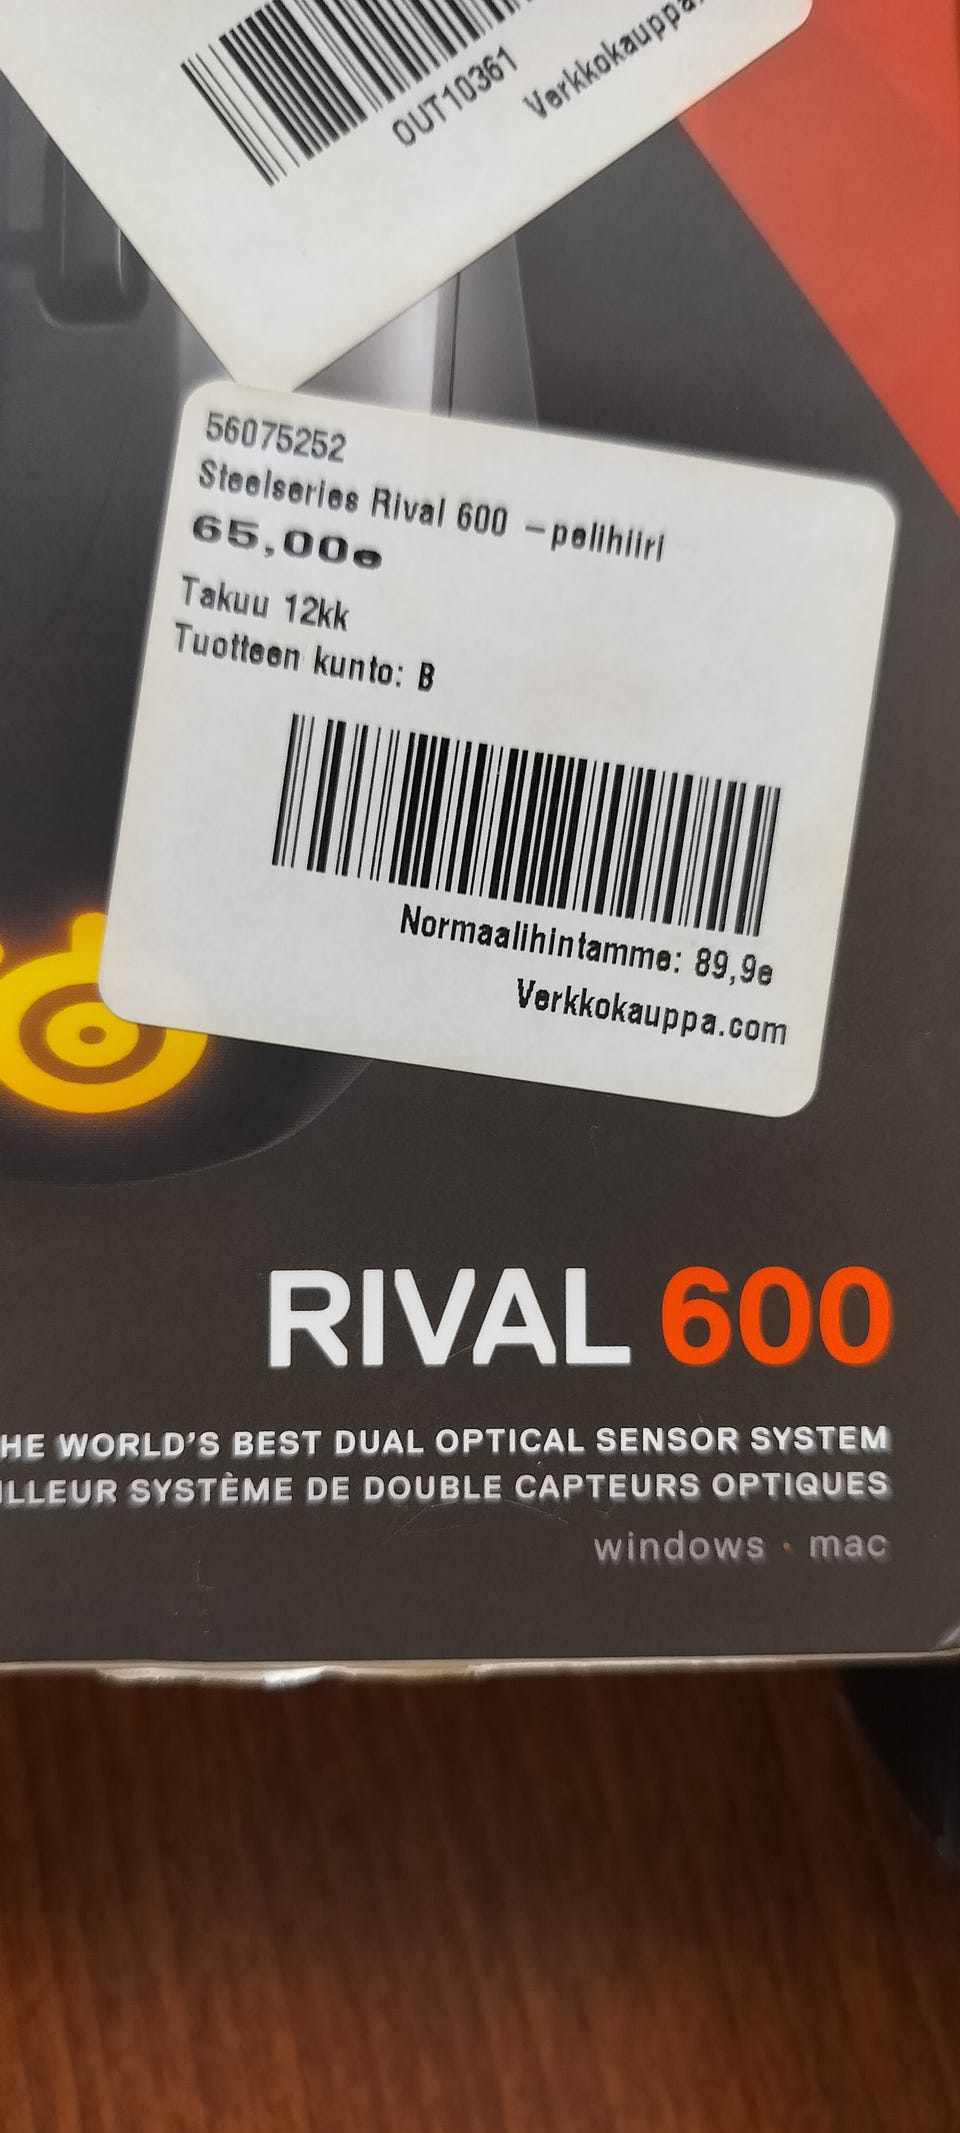 OUT10361
Verkkokauppa.
56075252
Steelseries Rival 600 -pelihiiri
65,00e
Takuu 12kk
Tuotteen kunto: B
Normaalihintamme: 89,9e
Verkkokauppa.com
RIVAL 600
HE WORLD'S BEST DUAL OPTICAL SENSOR SYSTEM
ILLEUR SYSTÈME DE DOUBLE CAPTEURS OPTIQUES
windows · mac